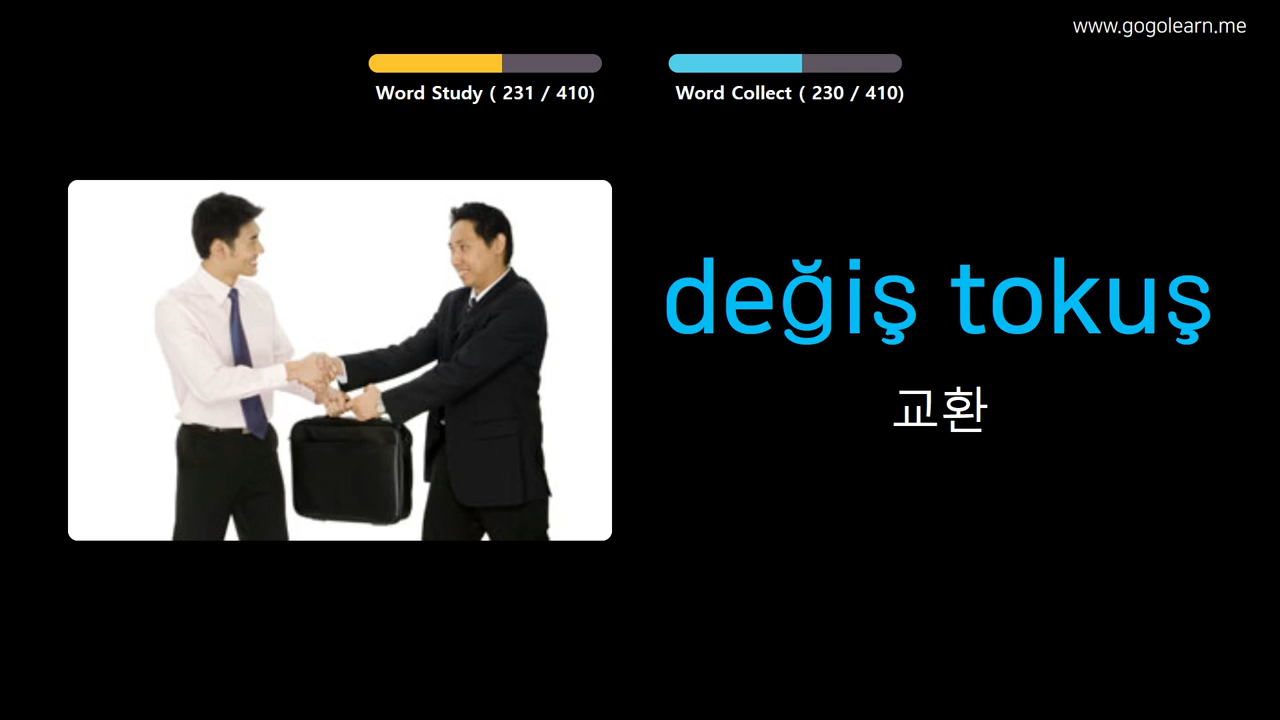 www.gogolearn.me
Word Study ( 231 / 410)
Word Collect ( 230 / 410)
değiş tokuş
교환